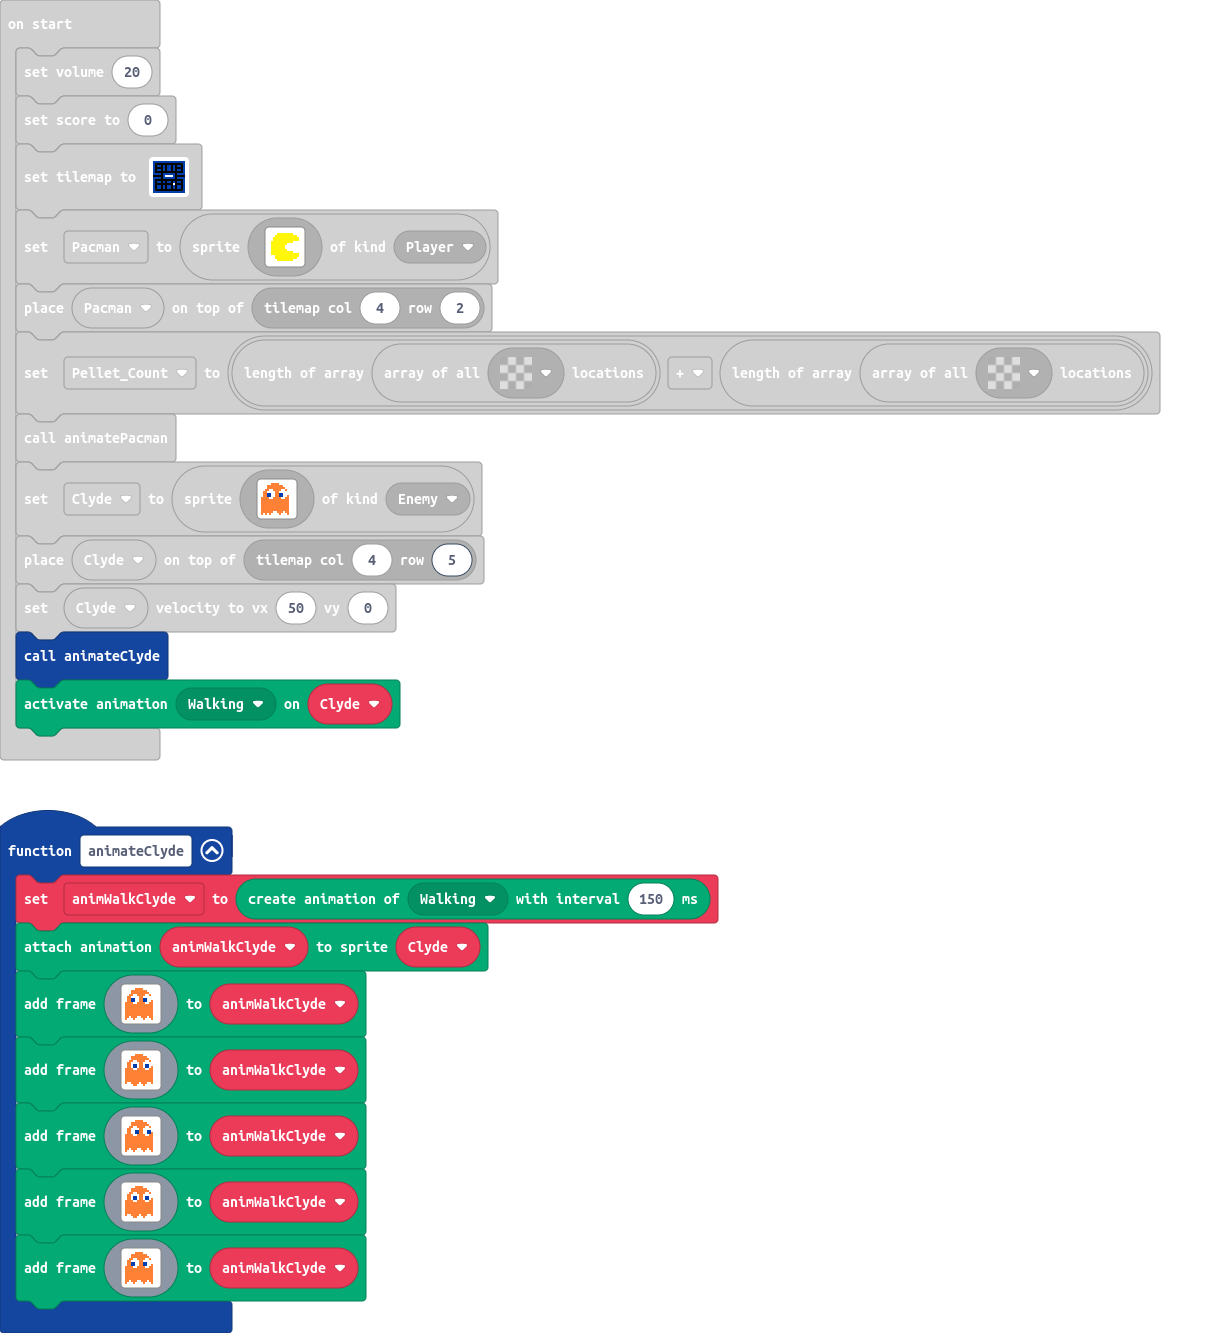 on start
set volume 20
set score to 0
set tilemap to
set Pacman to sprite of kind Player
place Pacman on top of tilemap col 4 row 2
set Pellet_Count to length of array array of all locations + length of array array of all locations
call animatePacman
set Clyde to sprite of kind Enemy
place Clyde on top of tilemap col 4 row 5
set Clyde velocity to vx 50 vy 0
call animateClyde
activate animation Walking on Clyde
function animateClyde
set animWalkClyde to create animation of Walking with interval 150 ms
attach animation animWalkClyde to sprite Clyde
add frame to animWalkClyde
add frame to animWalkClyde
add frame to animWalkClyde
add frame to animWalkClyde
add frame to animWalkClyde